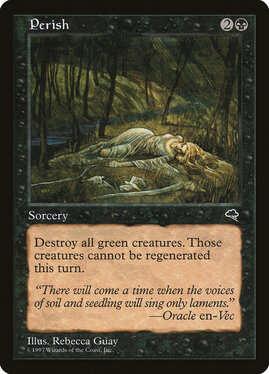 Perish 2
Sorcery
Destroy all green creatures. Those
creatures cannot be regenerated
this turn.
"There will come a time when the voices
of soil and seedling will sing only laments."
—Oracle en-Vec
Illus. Rebecca Guay
©1997 Wizards of the Coast, Inc.